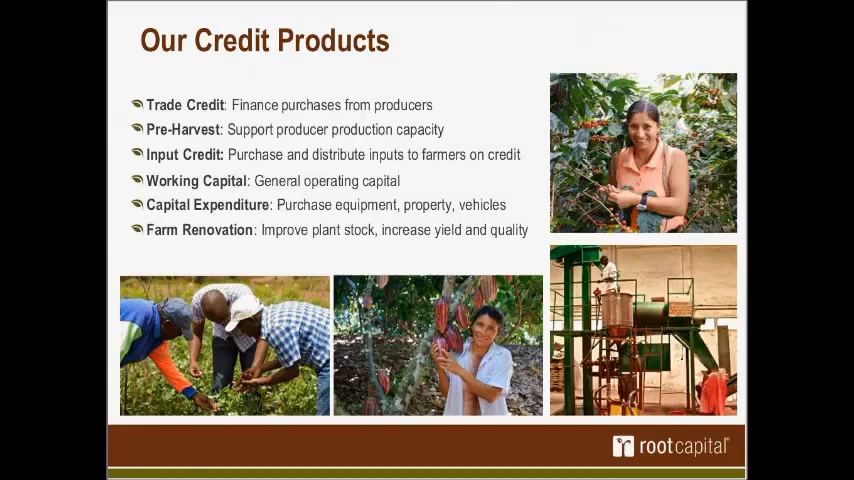 Our Credit Products
Trade Credit: Finance purchases from producers
Pre-Harvest: Support producer production capacity
Input Credit: Purchase and distribute inputs to farmers on credit
Working Capital: General operating capital
Capital Expenditure: Purchase equipment, property, vehicles
Farm Renovation: Improve plant stock, increase yield and quality
rootcapital